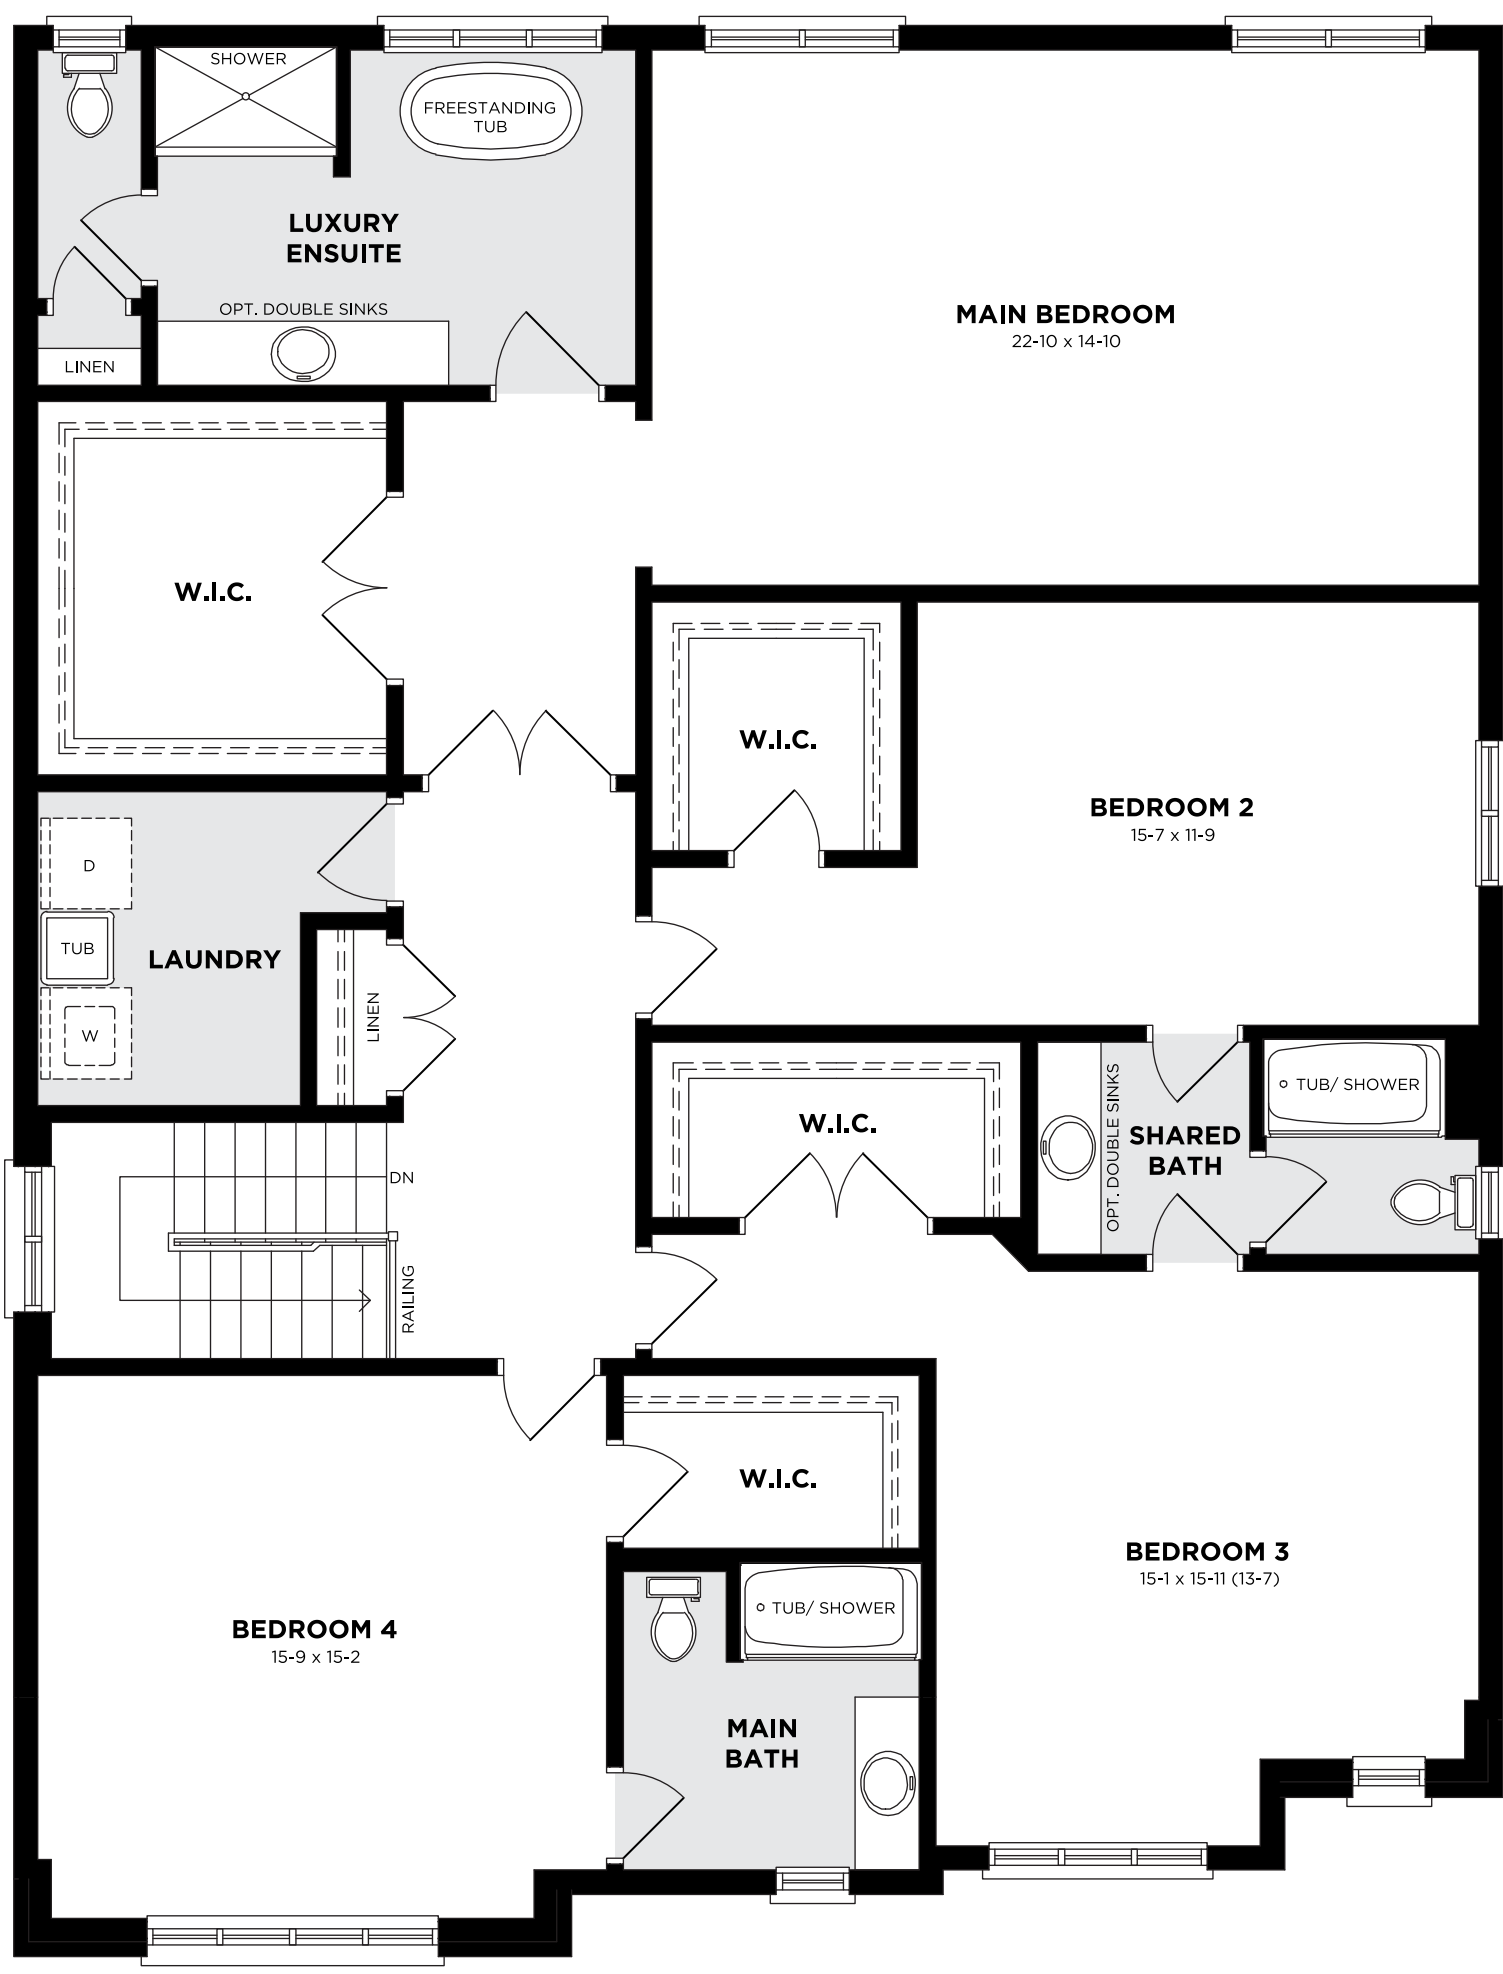 SHOWER
FREESTANDING
TUB
LUXURY
ENSUITE
OPT. DOUBLE SINKS
LINEN
MAIN BEDROOM
22-10 x 14-10
W.I.C.
W.I.C.
BEDROOM 2
15-7 x 11-9
D
TUB
W
LAUNDRY
LINEN
W.I.C.
OPT. DOUBLE SINKS
SHARED
BATH
TUB/ SHOWER
DN
RAILING
W.I.C.
BEDROOM 3
15-1 x 15-11 (13-7)
BEDROOM 4
15-9 x 15-2
TUB/ SHOWER
MAIN
BATH